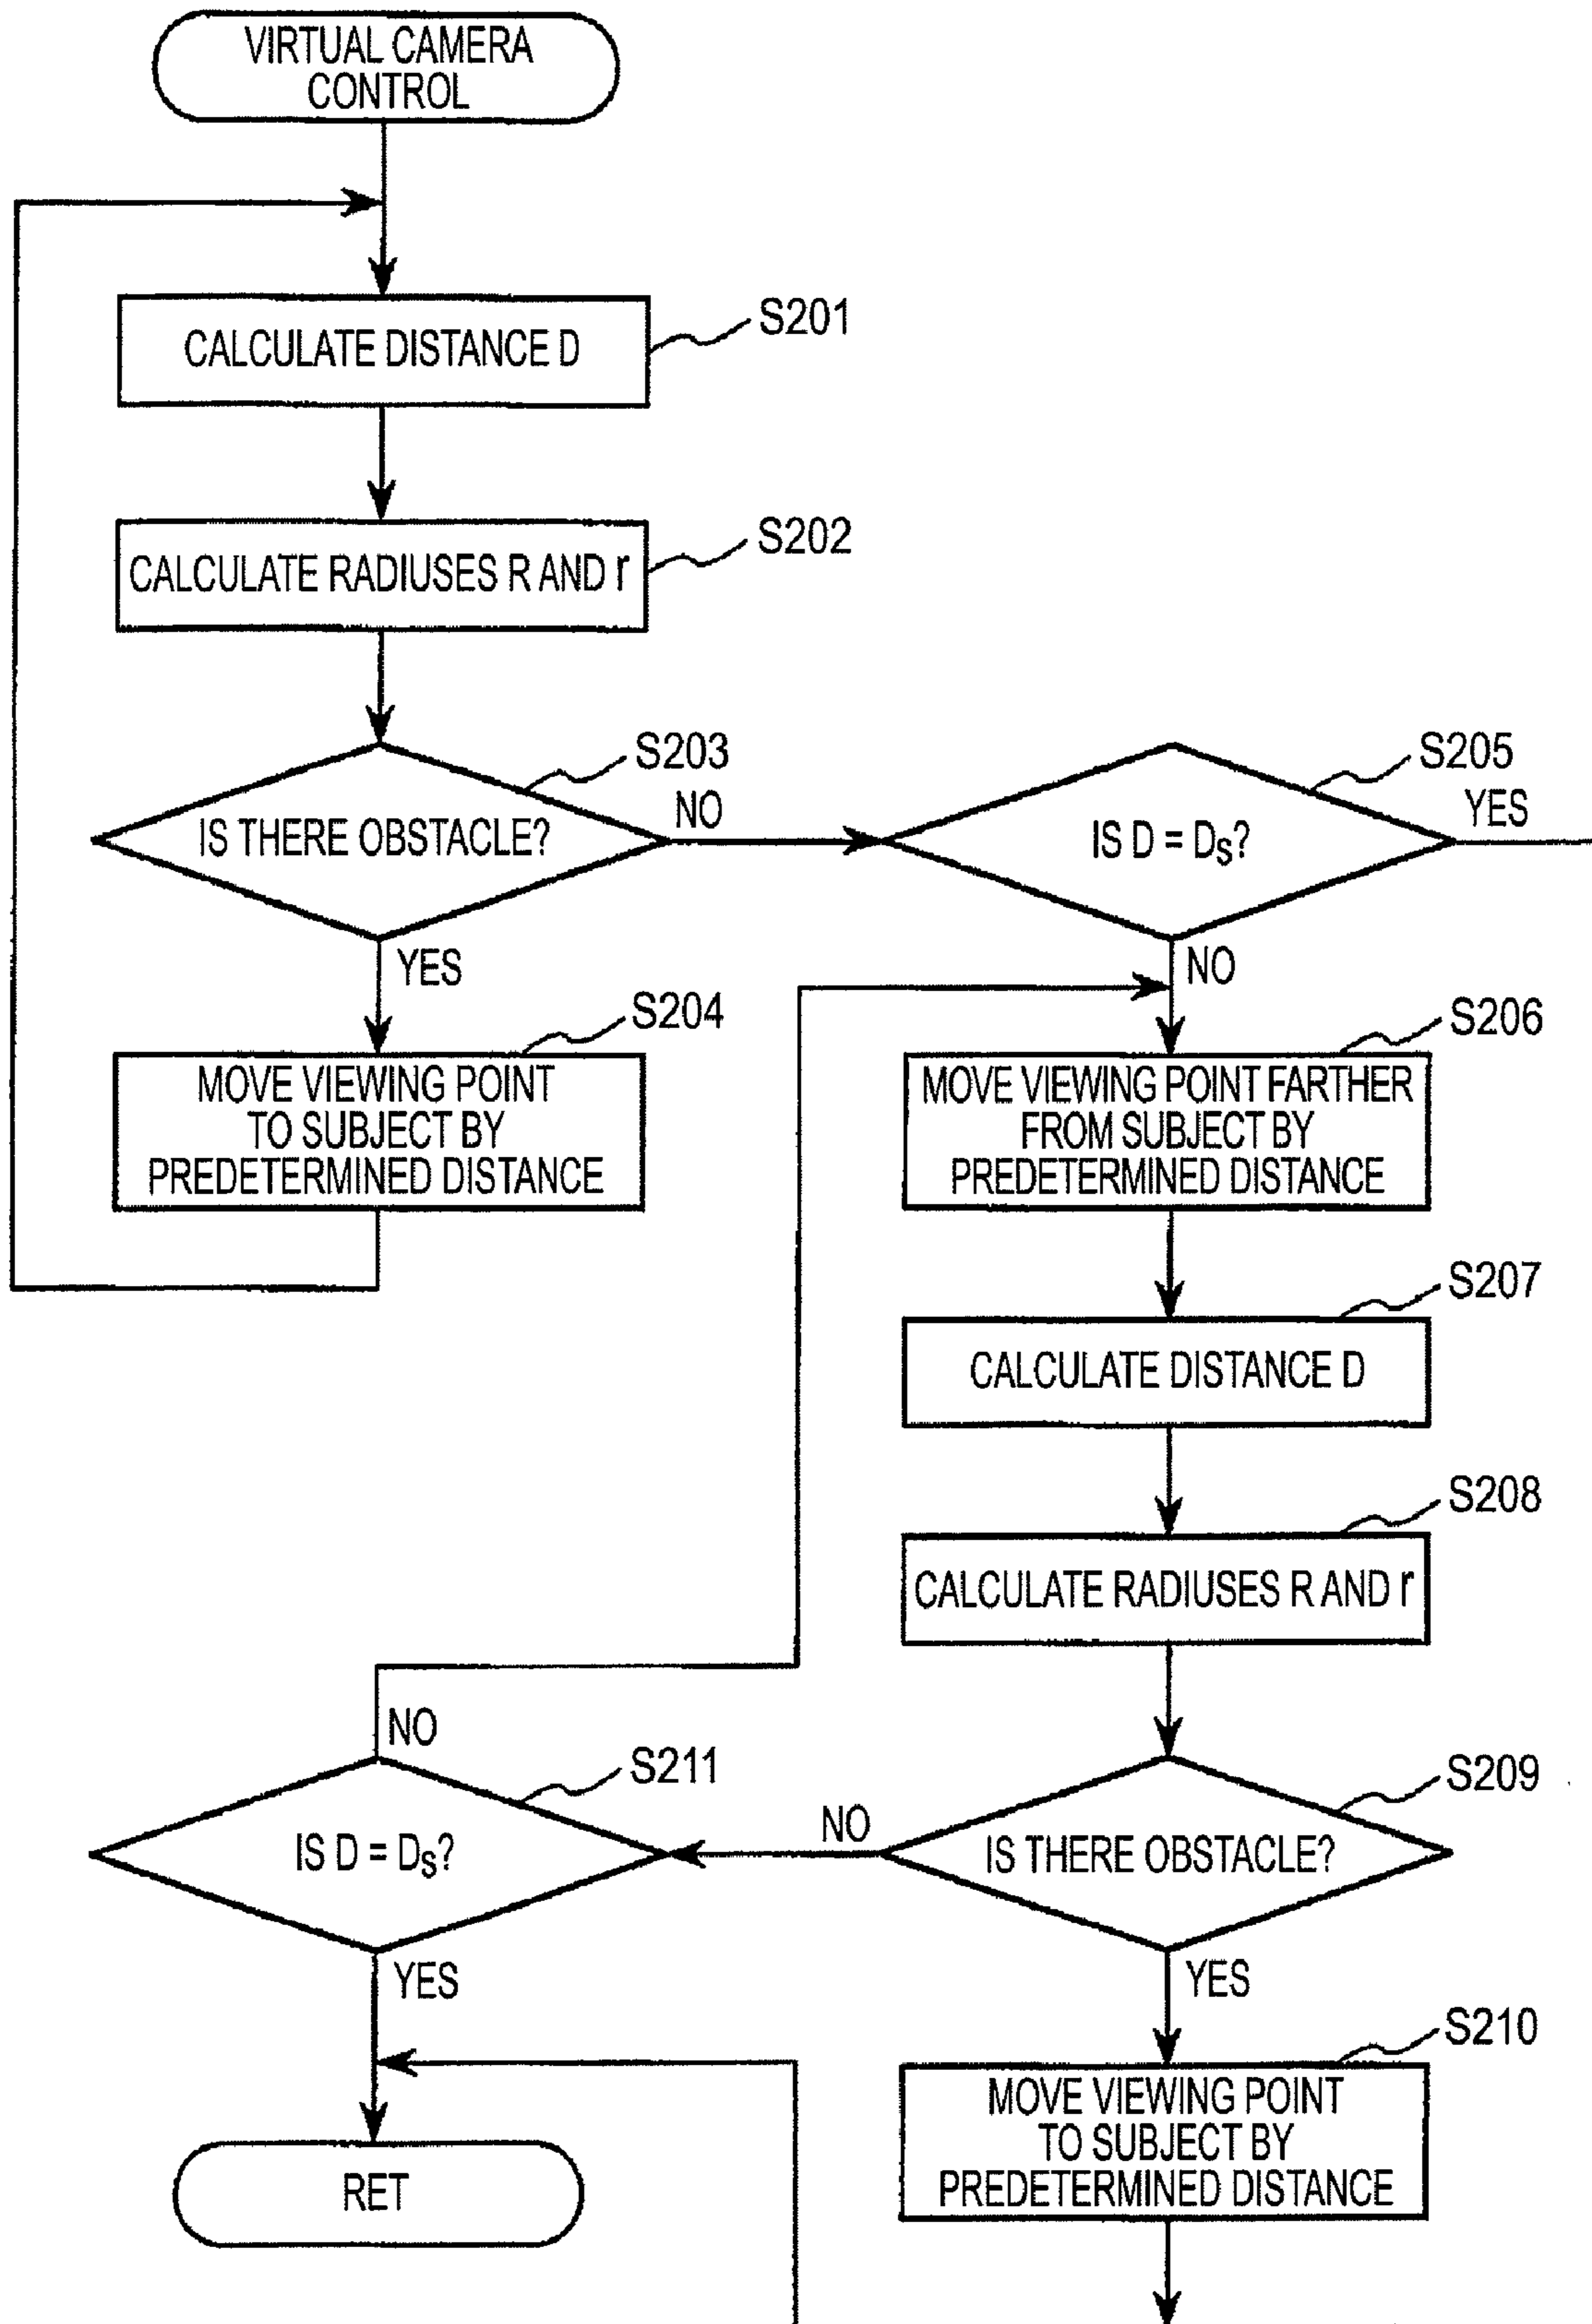 VIRTUAL CAMERA
CONTROL
CALCULATE DISTANCE D
S201
CALCULATE RADIUSES R AND r
S202
IS THERE OBSTACLE?
S203
NO
YES
IS D = Ds?
S205
YES
NO
MOVE VIEWING POINT
TO SUBJECT BY
PREDETERMINED DISTANCE
S204
MOVE VIEWING POINT FARTHER
FROM SUBJECT BY
PREDETERMINED DISTANCE
S206
CALCULATE DISTANCE D
S207
CALCULATE RADIUSES R AND r
S208
IS THERE OBSTACLE?
S209
NO
YES
IS D = Ds?
S211
NO
YES
MOVE VIEWING POINT
TO SUBJECT BY
PREDETERMINED DISTANCE
S210
RET